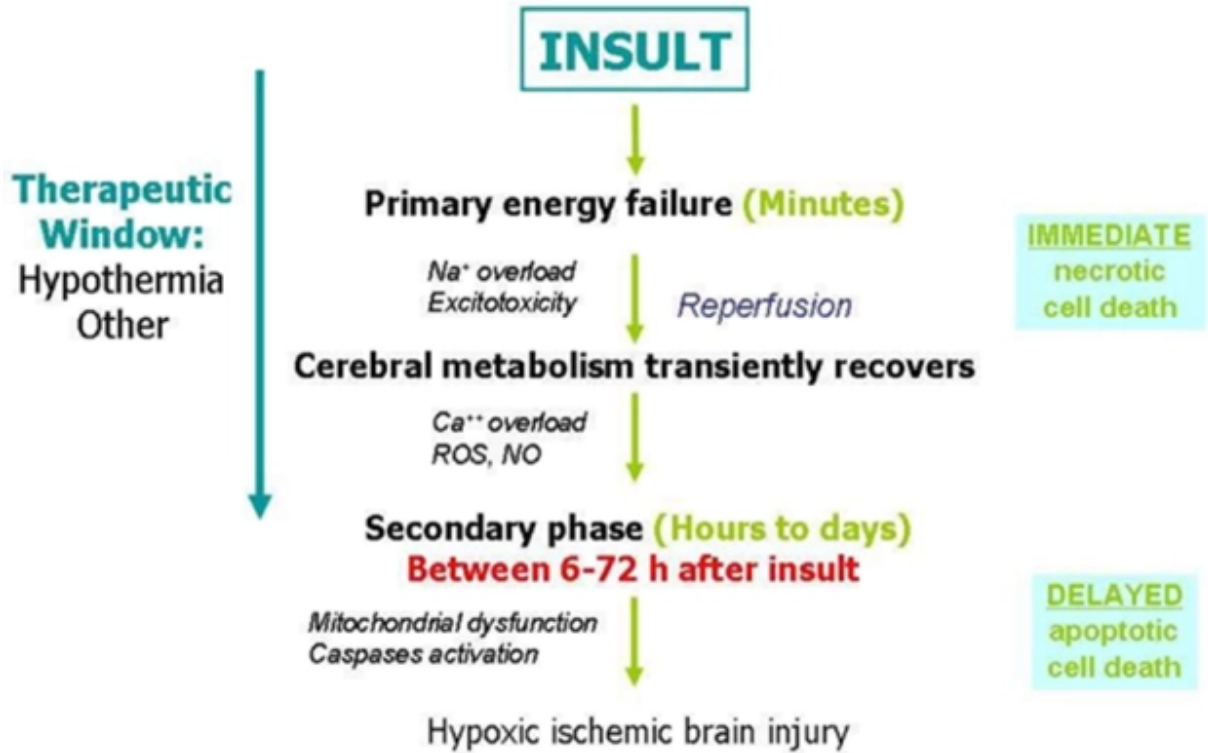 INSULT
Therapeutic
Window:
Hypothermia
Other
Primary energy failure (Minutes)
Na⁺ overload
Excitotoxicity
Reperfusion
IMMEDIATE
necrotic
cell death
Cerebral metabolism transiently recovers
Ca⁺⁺ overload
ROS, NO
Secondary phase (Hours to days)
Between 6-72 h after insult
Mitochondrial dysfunction
Caspases activation
DELAYED
apoptotic
cell death
Hypoxic ischemic brain injury